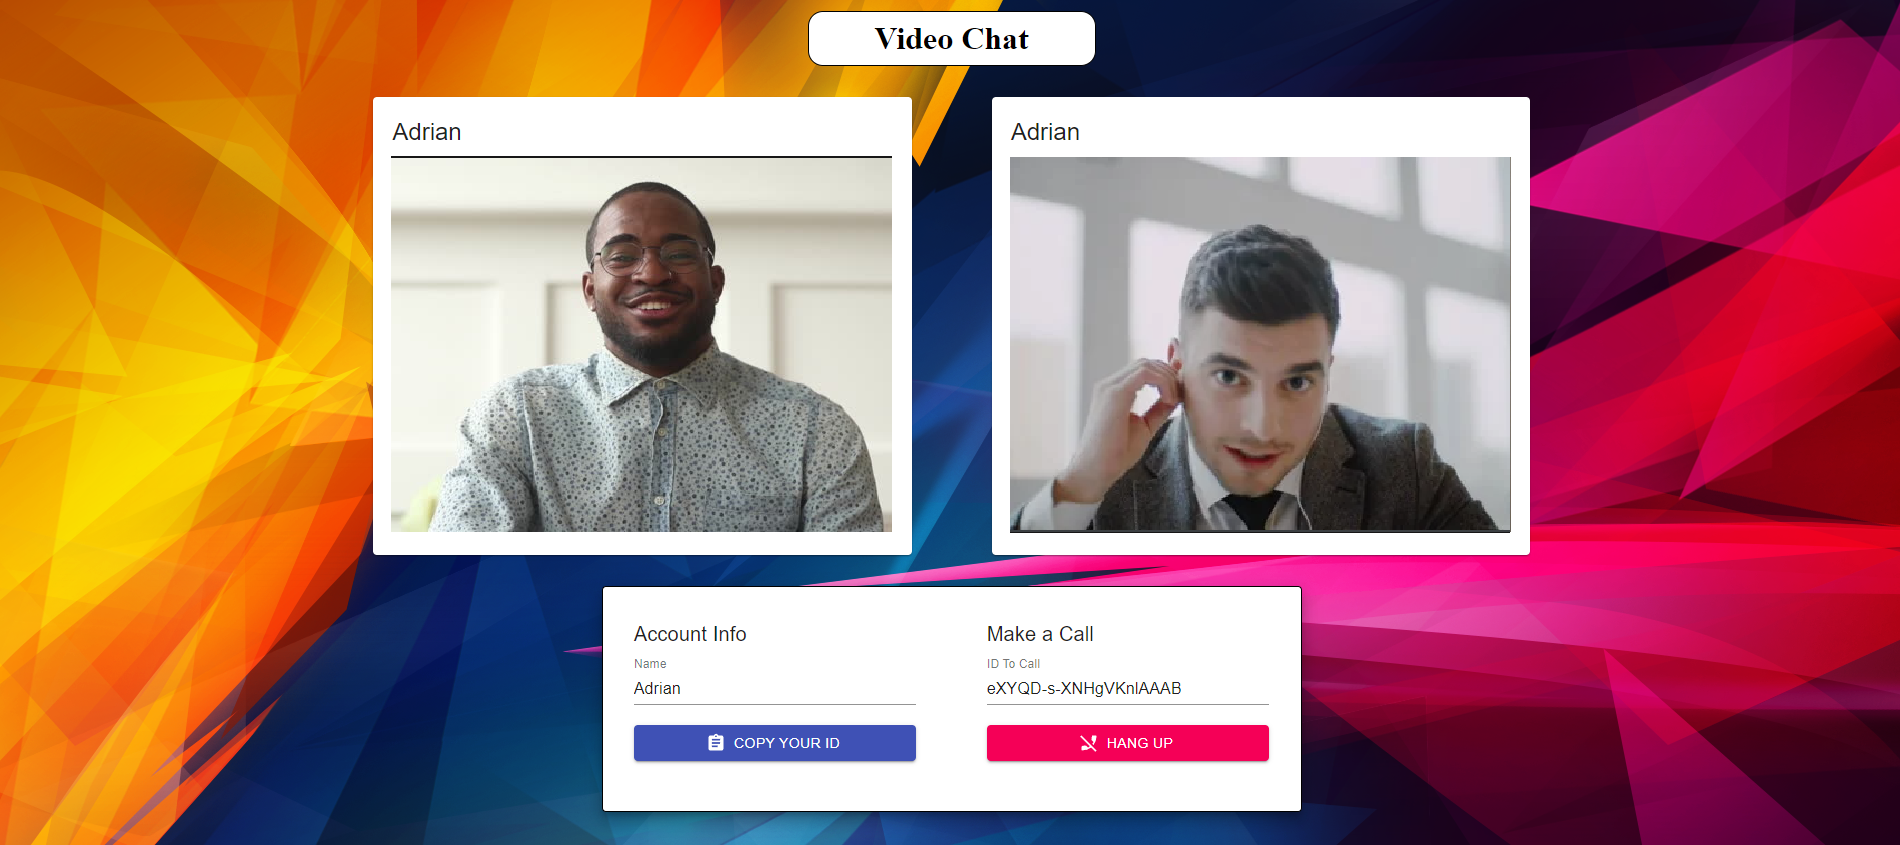 Video Chat
Adrian
Adrian
Account Info
Name
Adrian
COPY YOUR ID
Make a Call
ID To Call
eXYQD-s-XNHgVKnlAAAB
HANG UP